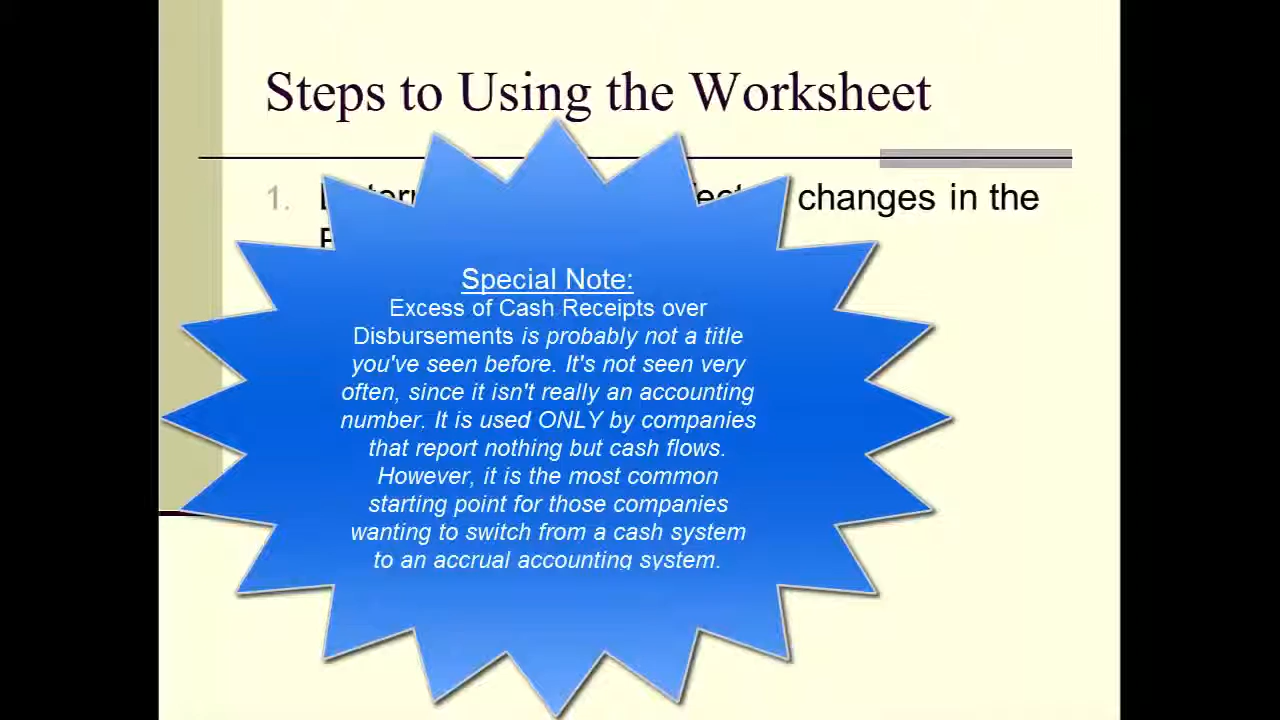 Steps to Using the Worksheet
1. changes in the
Special Note:
Excess of Cash Receipts over
Disbursements is probably not a title
you've seen before. It's not seen very
often, since it isn't really an accounting
number. It is used ONLY by companies
that report nothing but cash flows.
However, it is the most common
starting point for those companies
wanting to switch from a cash system
to an accrual accounting system.